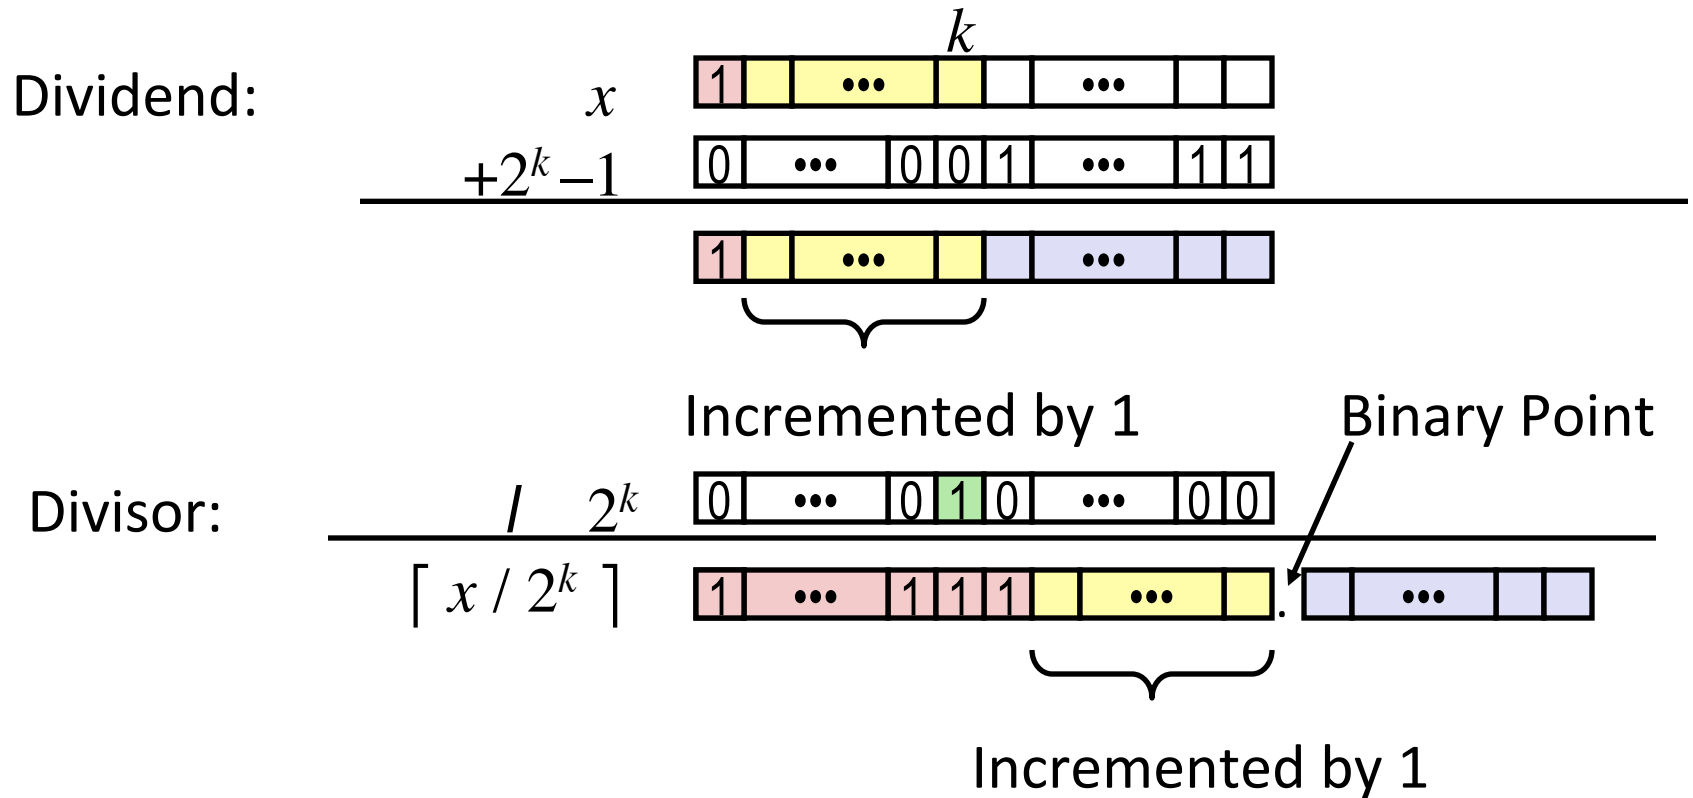 k
Dividend: x 1 ••• •••
+2^k –1 0 ••• 0 0 1 ••• 1 1
1 ••• •••
Incremented by 1 Binary Point
Divisor: / 2^k 0 ••• 0 1 0 ••• 0 0
⌈ x / 2^k ⌉ 1 ••• 1 1 1 ••• . •••
Incremented by 1